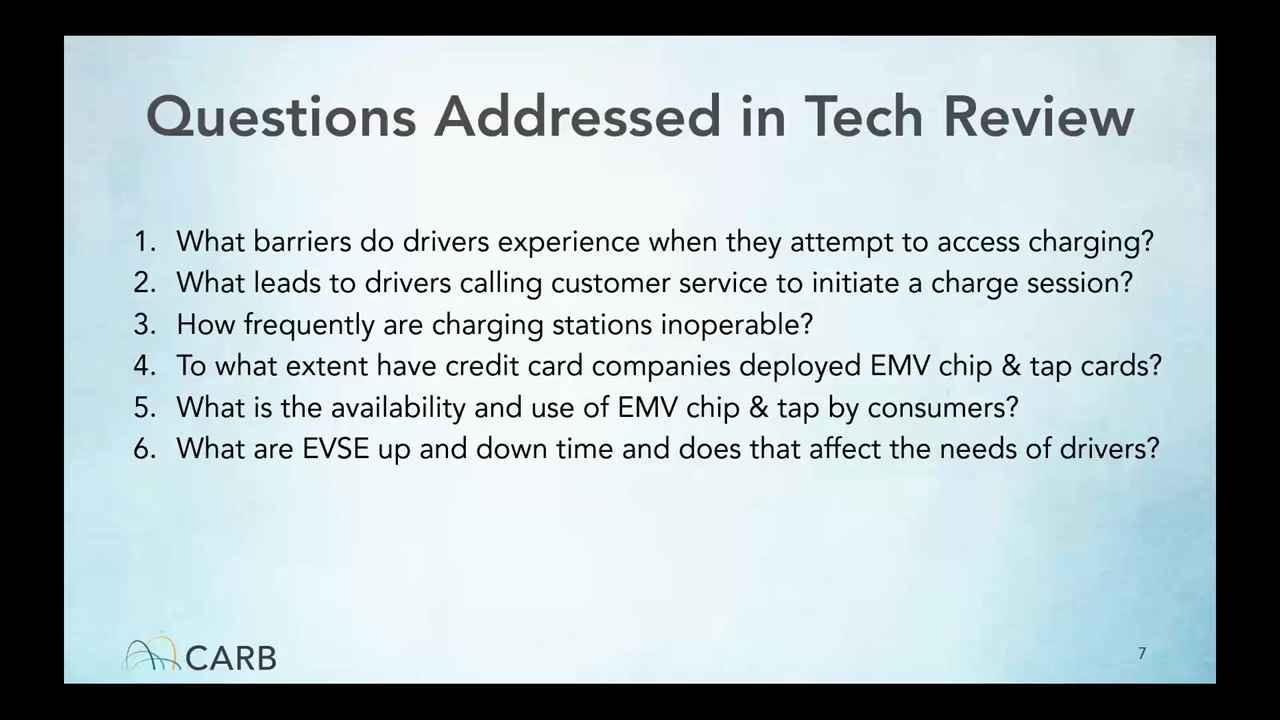 Questions Addressed in Tech Review
1. What barriers do drivers experience when they attempt to access charging?
2. What leads to drivers calling customer service to initiate a charge session?
3. How frequently are charging stations inoperable?
4. To what extent have credit card companies deployed EMV chip & tap cards?
5. What is the availability and use of EMV chip & tap by consumers?
6. What are EVSE up and down time and does that affect the needs of drivers?
CARB
7